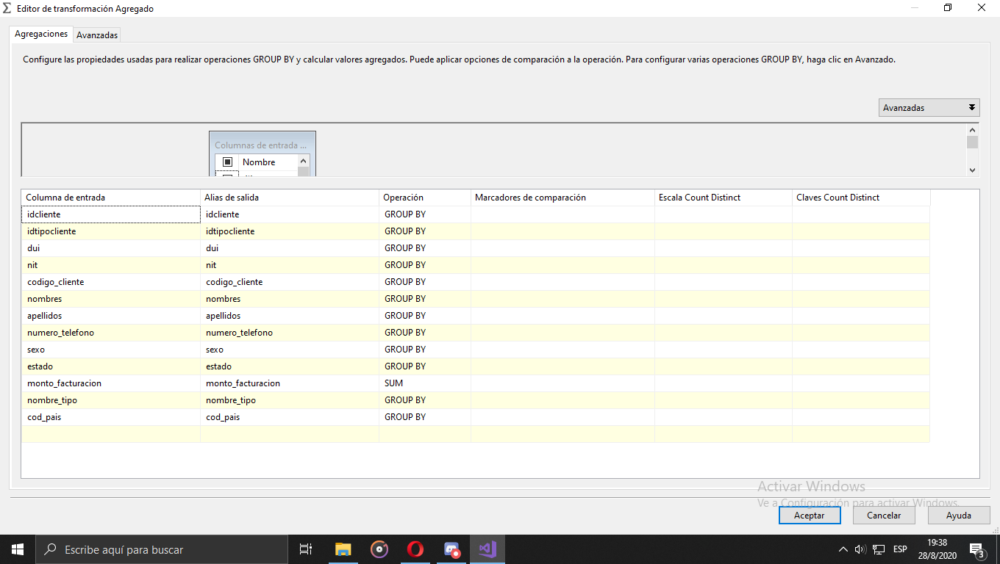 Editor de transformación Agregado
Agregaciones Avanzadas
Configure las propiedades usadas para realizar operaciones GROUP BY y calcular valores agregados. Puede aplicar opciones de comparación a la operación. Para configurar varias operaciones GROUP BY, haga clic en Avanzado.
Avanzadas
Columnas de entrada ...
Nombre
Columna de entrada Alias de salida Operación Marcadores de comparación Escala Count Distinct Claves Count Distinct
idcliente idcliente GROUP BY
idtipocliente idtipocliente GROUP BY
dui dui GROUP BY
nit nit GROUP BY
codigo_cliente codigo_cliente GROUP BY
nombres nombres GROUP BY
apellidos apellidos GROUP BY
numero_telefono numero_telefono GROUP BY
sexo sexo GROUP BY
estado estado GROUP BY
monto_facturacion monto_facturacion SUM
nombre_tipo nombre_tipo GROUP BY
cod_pais cod_pais GROUP BY
Activar Windows
Ve a Configuración para activar Windows.
Aceptar Cancelar Ayuda
Escribe aquí para buscar
ESP
19:38
28/8/2020
3